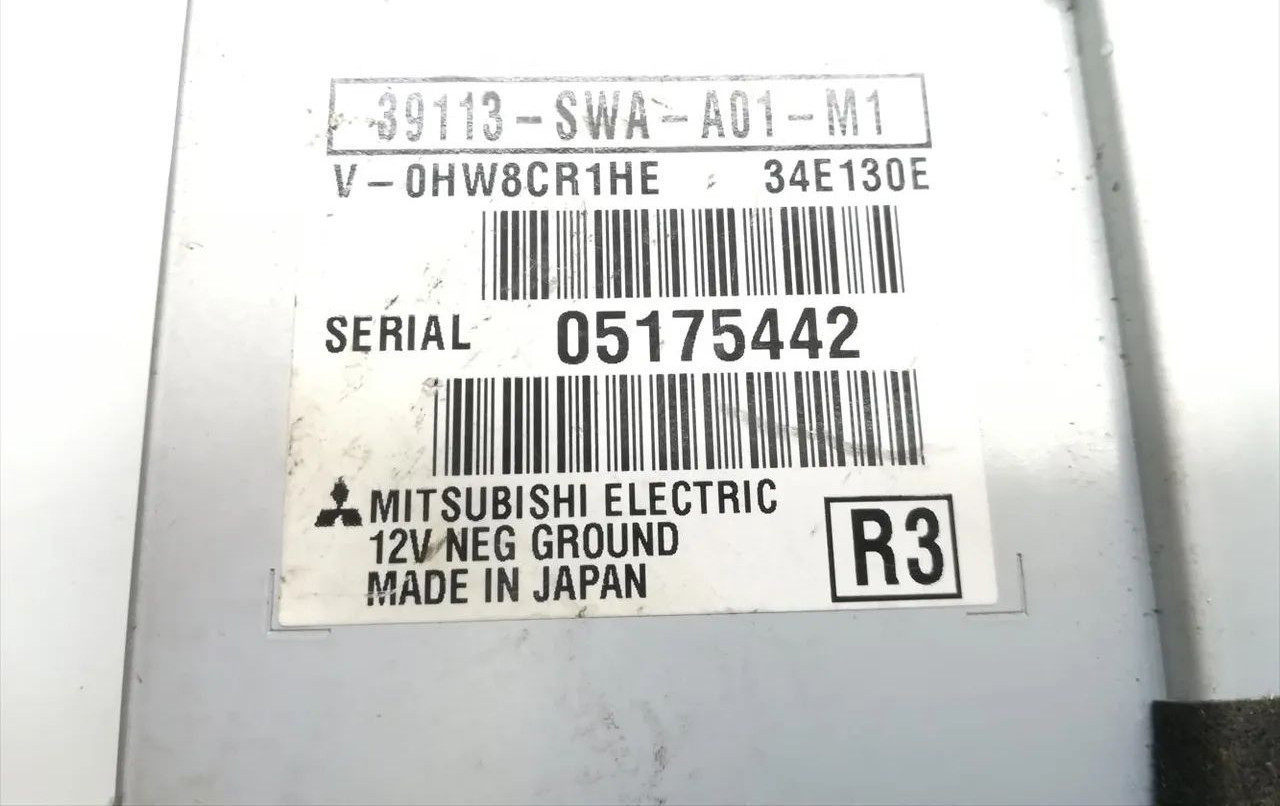 39113-SWA-A01-M1
V-0HW8CR1HE 34E130E
SERIAL 05175442
MITSUBISHI ELECTRIC
12V NEG GROUND
MADE IN JAPAN
R3